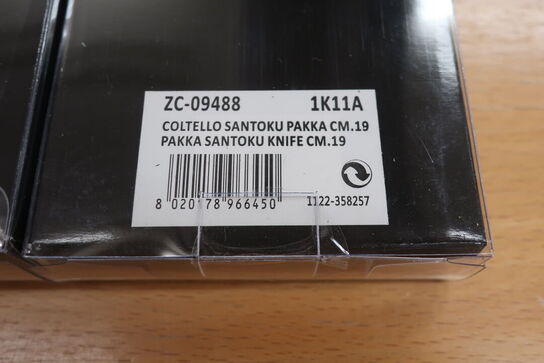 ZC-09488 1K11A
COLTELLO SANTOKU PAKKA CM.19
PAKKA SANTOKU KNIFE CM.19
8 020178 966450
1122-358257